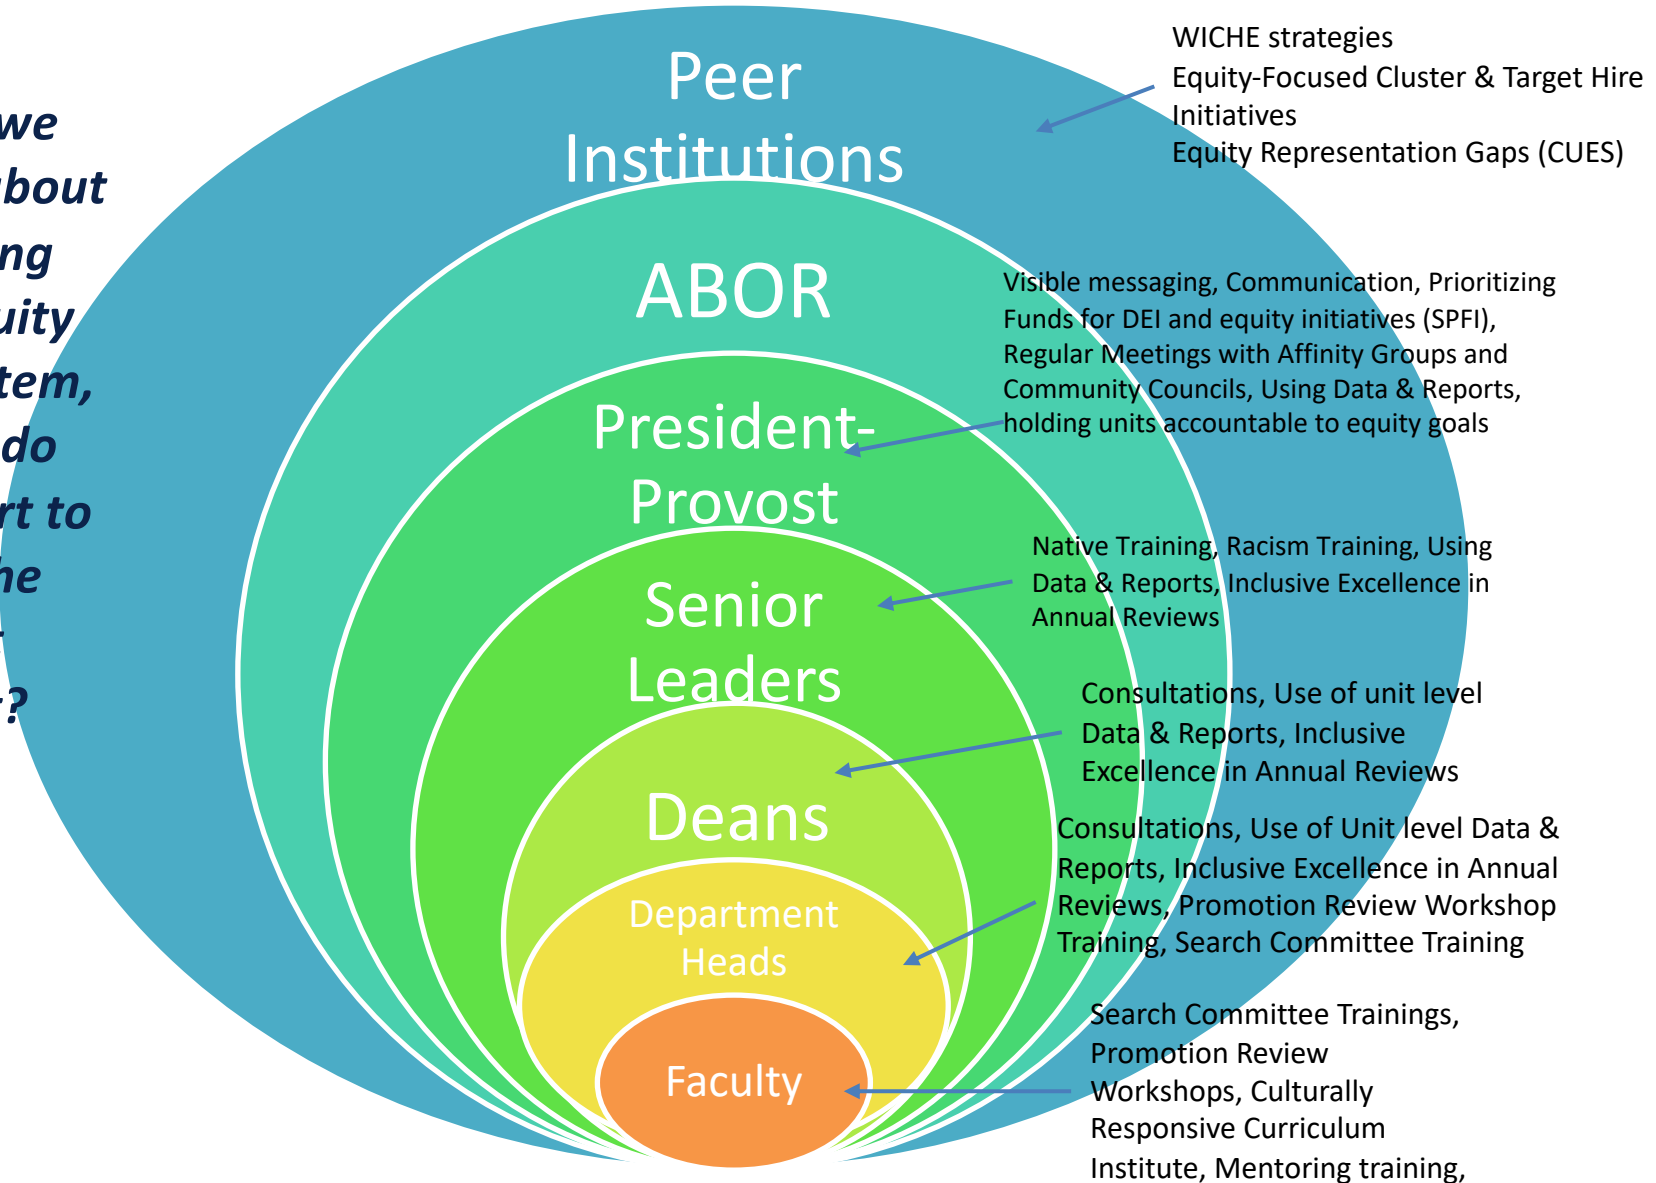 we
about
ng
uity
tem,
do
rt to
he
t?
Peer
Institutions
ABOR
President-
Provost
Senior
Leaders
Deans
Department
Heads
Faculty
WICHE strategies
Equity-Focused Cluster & Target Hire
Initiatives
Equity Representation Gaps (CUES)
Visible messaging, Communication, Prioritizing
Funds for DEI and equity initiatives (SPFI),
Regular Meetings with Affinity Groups and
Community Councils, Using Data & Reports,
holding units accountable to equity goals
Native Training, Racism Training, Using
Data & Reports, Inclusive Excellence in
Annual Reviews
Consultations, Use of unit level
Data & Reports, Inclusive
Excellence in Annual Reviews
Consultations, Use of Unit level Data &
Reports, Inclusive Excellence in Annual
Reviews, Promotion Review Workshop
Training, Search Committee Training
Search Committee Trainings,
Promotion Review
Workshops, Culturally
Responsive Curriculum
Institute, Mentoring training,